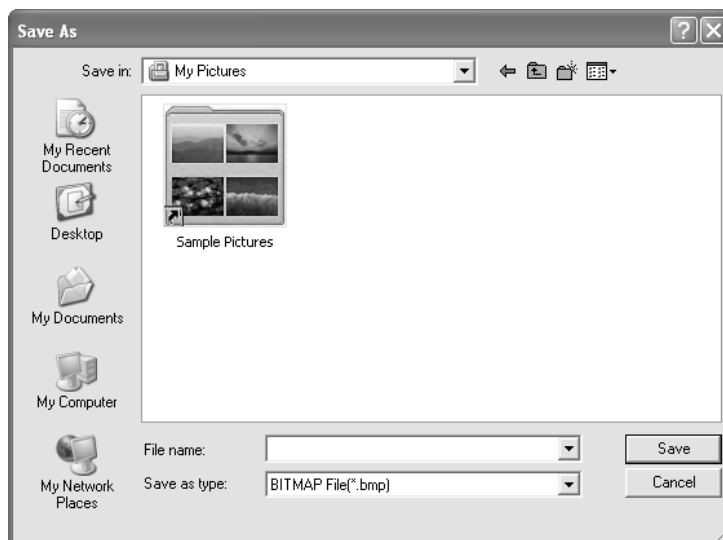 Save As
Save in:
My Pictures
My Recent
Documents
Desktop
My Documents
My Computer
My Network
Places
Sample Pictures
File name:
Save
Save as type:
BITMAP File(*.bmp)
Cancel